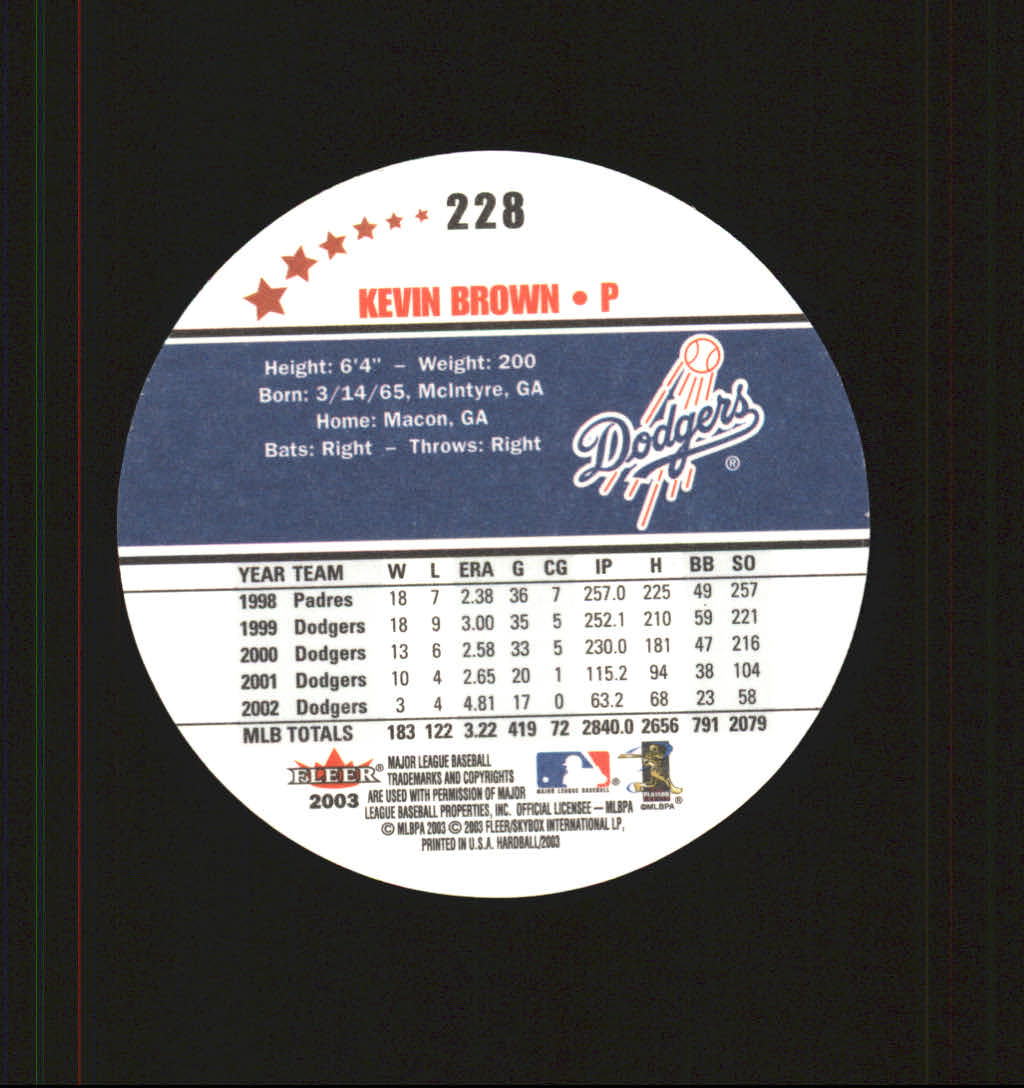 228
KEVIN BROWN • P
Height: 6'4" – Weight: 200
Born: 3/14/65, McIntyre, GA
Home: Macon, GA
Bats: Right – Throws: Right
Dodgers ®
YEAR TEAM W L ERA G CG IP H BB SO
1998 Padres 18 7 2.38 36 7 257.0 225 49 257
1999 Dodgers 18 9 3.00 35 5 252.1 210 59 221
2000 Dodgers 13 6 2.58 33 5 230.0 181 47 216
2001 Dodgers 10 4 2.65 20 1 115.2 94 38 104
2002 Dodgers 3 4 4.81 17 0 63.2 68 23 58
MLB TOTALS 183 122 3.22 419 72 2840.0 2656 791 2079
FLEER®
2003
MAJOR LEAGUE BASEBALL
TRADEMARKS AND COPYRIGHTS
ARE USED WITH PERMISSION OF MAJOR
LEAGUE BASEBALL PROPERTIES, INC. OFFICIAL LICENSEE — MLBPA
© MLBPA 2003 © 2003 FLEER/SKYBOX INTERNATIONAL LP.
PRINTED IN U.S.A. HARDBALL/2003
MAJOR LEAGUE BASEBALL ®
PLAYERS
©MLBPA ®